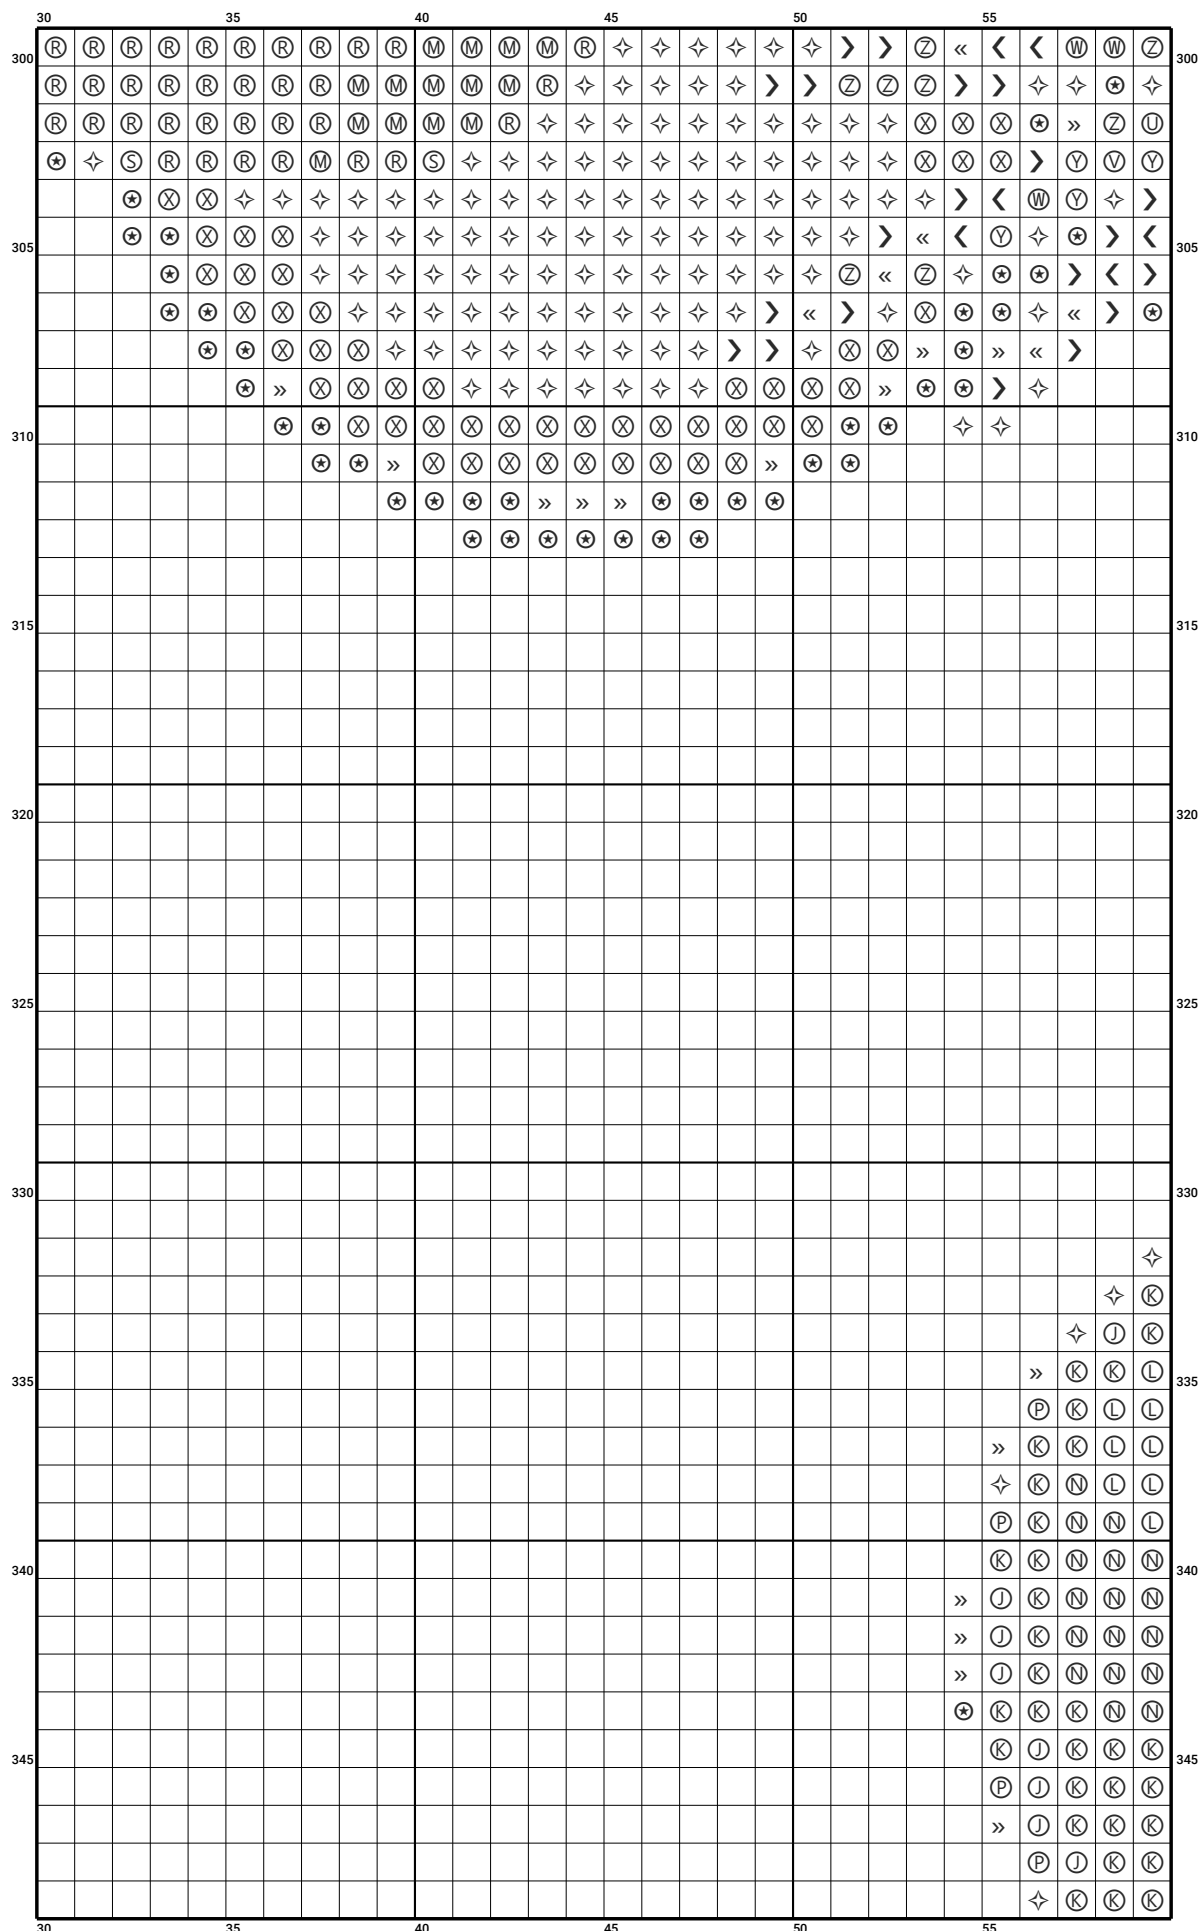 30 35 40 45 50 55
300 Ⓡ Ⓡ Ⓡ Ⓡ Ⓡ Ⓡ Ⓡ Ⓡ Ⓡ Ⓡ Ⓜ Ⓜ Ⓜ Ⓜ Ⓡ ✧ ✧ ✧ ✧ ✧ ✧ ❯ ❯ Ⓩ « ❮ ❮ Ⓦ Ⓦ Ⓩ 300
Ⓡ Ⓡ Ⓡ Ⓡ Ⓡ Ⓡ Ⓡ Ⓡ Ⓜ Ⓜ Ⓜ Ⓜ Ⓜ Ⓡ ✧ ✧ ✧ ✧ ✧ ❯ ❯ Ⓩ Ⓩ Ⓩ ❯ ❯ ✧ ✧ ⍟ ✧
Ⓡ Ⓡ Ⓡ Ⓡ Ⓡ Ⓡ Ⓡ Ⓡ Ⓜ Ⓜ Ⓜ Ⓜ Ⓡ ✧ ✧ ✧ ✧ ✧ ✧ ✧ ✧ ✧ ✧ Ⓧ Ⓧ Ⓧ ⍟ » Ⓩ Ⓤ
⍟ ✧ Ⓢ Ⓡ Ⓡ Ⓡ Ⓡ Ⓜ Ⓡ Ⓡ Ⓢ ✧ ✧ ✧ ✧ ✧ ✧ ✧ ✧ ✧ ✧ ✧ ✧ Ⓧ Ⓧ Ⓧ ❯ Ⓨ Ⓥ Ⓨ
⍟ Ⓧ Ⓧ ✧ ✧ ✧ ✧ ✧ ✧ ✧ ✧ ✧ ✧ ✧ ✧ ✧ ✧ ✧ ✧ ✧ ✧ ✧ ❯ ❮ Ⓦ Ⓨ ✧ ❯
305 ⍟ ⍟ Ⓧ Ⓧ Ⓧ ✧ ✧ ✧ ✧ ✧ ✧ ✧ ✧ ✧ ✧ ✧ ✧ ✧ ✧ ✧ ❯ « ❮ Ⓨ ✧ ⍟ ❯ ❮ 305
⍟ Ⓧ Ⓧ Ⓧ ✧ ✧ ✧ ✧ ✧ ✧ ✧ ✧ ✧ ✧ ✧ ✧ ✧ ✧ Ⓩ « Ⓩ ✧ ⍟ ⍟ ❯ ❮ ❯
⍟ ⍟ Ⓧ Ⓧ Ⓧ ✧ ✧ ✧ ✧ ✧ ✧ ✧ ✧ ✧ ✧ ✧ ❯ « ❯ ✧ Ⓧ ⍟ ⍟ ✧ « ❯ ⍟
⍟ ⍟ Ⓧ Ⓧ Ⓧ ✧ ✧ ✧ ✧ ✧ ✧ ✧ ✧ ✧ ❯ ❯ ✧ Ⓧ Ⓧ » ⍟ » « ❯
⍟ » Ⓧ Ⓧ Ⓧ Ⓧ ✧ ✧ ✧ ✧ ✧ ✧ ✧ Ⓧ Ⓧ Ⓧ Ⓧ » ⍟ ⍟ ❯ ✧
310 ⍟ ⍟ Ⓧ Ⓧ Ⓧ Ⓧ Ⓧ Ⓧ Ⓧ Ⓧ Ⓧ Ⓧ Ⓧ Ⓧ Ⓧ ⍟ ⍟ ✧ ✧ 310
⍟ ⍟ » Ⓧ Ⓧ Ⓧ Ⓧ Ⓧ Ⓧ Ⓧ Ⓧ Ⓧ » ⍟ ⍟
⍟ ⍟ ⍟ ⍟ » » » ⍟ ⍟ ⍟ ⍟
⍟ ⍟ ⍟ ⍟ ⍟ ⍟ ⍟
315 315
320 320
325 325
330 330
✧
✧ Ⓚ
✧ Ⓙ Ⓚ
335 » Ⓚ Ⓚ Ⓛ 335
Ⓟ Ⓚ Ⓛ Ⓛ
» Ⓚ Ⓚ Ⓛ Ⓛ
✧ Ⓚ Ⓝ Ⓛ Ⓛ
Ⓟ Ⓚ Ⓝ Ⓝ Ⓛ
340 Ⓚ Ⓚ Ⓝ Ⓝ Ⓝ 340
» Ⓙ Ⓚ Ⓝ Ⓝ Ⓝ
» Ⓙ Ⓚ Ⓝ Ⓝ Ⓝ
» Ⓙ Ⓚ Ⓝ Ⓝ Ⓝ
⍟ Ⓚ Ⓚ Ⓚ Ⓝ Ⓝ
345 Ⓚ Ⓙ Ⓚ Ⓚ Ⓚ 345
Ⓟ Ⓙ Ⓚ Ⓚ Ⓚ
» Ⓙ Ⓚ Ⓚ Ⓚ
Ⓟ Ⓙ Ⓚ Ⓚ
✧ Ⓚ Ⓚ Ⓚ
30 35 40 45 50 55